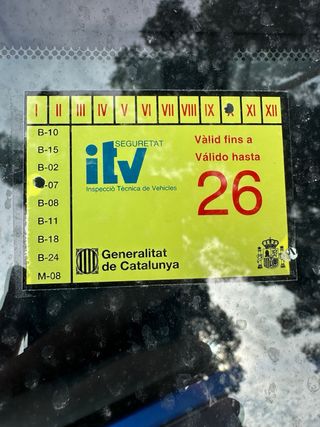 I II III IV V VI VII VIII IX XI XII
B-10
B-15
B-02
-07
B-08
B-11
B-18
B-24
M-08
SEGURETAT
itv
Inspecció Tècnica de Vehicles
Vàlid fins a
Válido hasta
26
Generalitat
de Catalunya